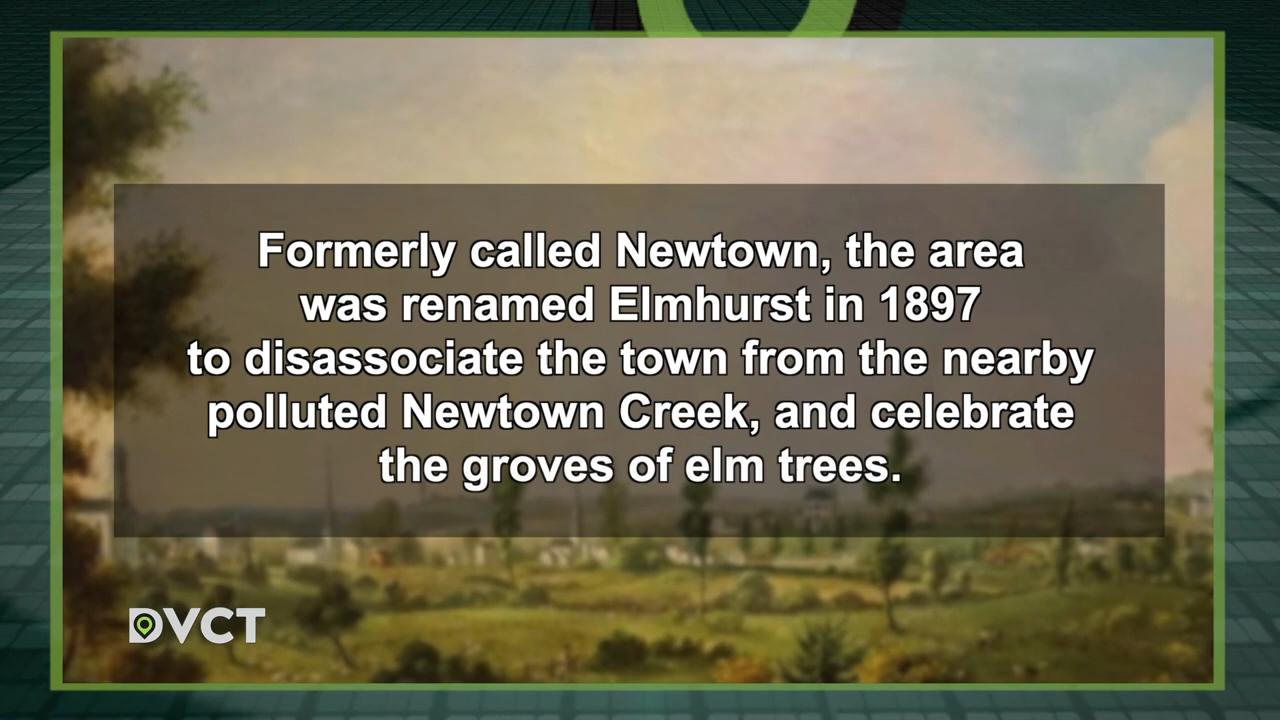 Formerly called Newtown, the area
was renamed Elmhurst in 1897
to disassociate the town from the nearby
polluted Newtown Creek, and celebrate
the groves of elm trees.
DVCT